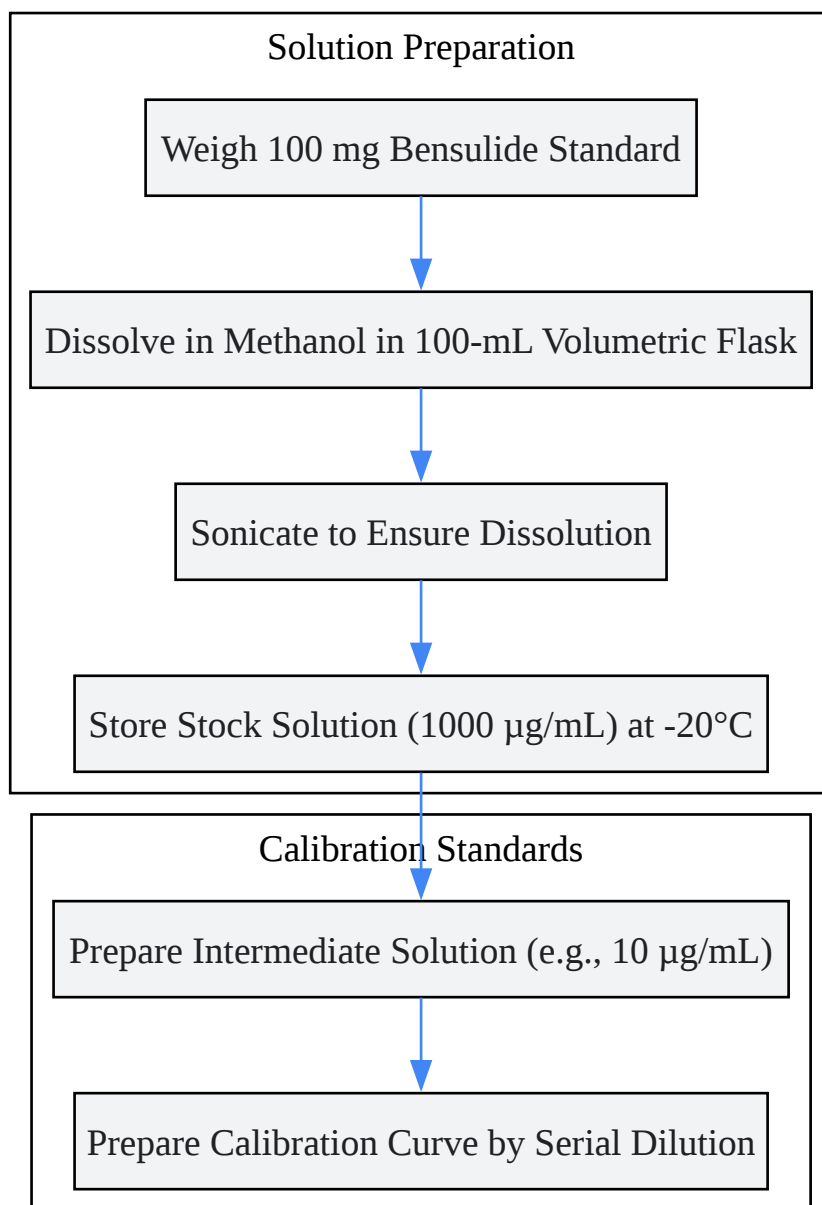 Solution Preparation
Weigh 100 mg Bensulide Standard
Dissolve in Methanol in 100-mL Volumetric Flask
Sonicate to Ensure Dissolution
Store Stock Solution (1000 µg/mL) at -20°C
Calibration Standards
Prepare Intermediate Solution (e.g., 10 µg/mL)
Prepare Calibration Curve by Serial Dilution